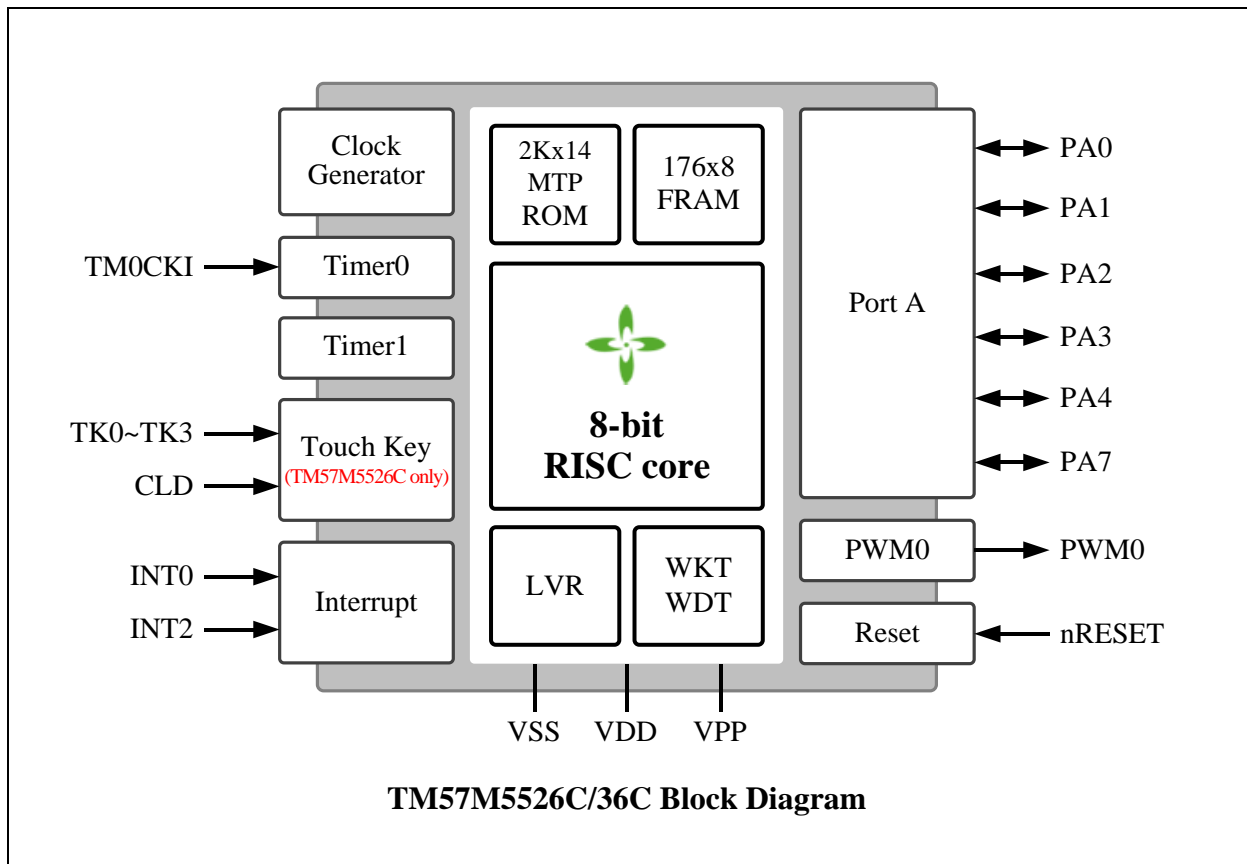 Clock
Generator
TM0CKI
Timer0
Timer1
TK0~TK3
CLD
Touch Key
(TM57M5526C only)
INT0
INT2
Interrupt
2Kx14
MTP
ROM
176x8
FRAM
8-bit
RISC core
LVR
WKT
WDT
Port A
PA0
PA1
PA2
PA3
PA4
PA7
PWM0
PWM0
Reset
nRESET
VSS
VDD
VPP
TM57M5526C/36C Block Diagram